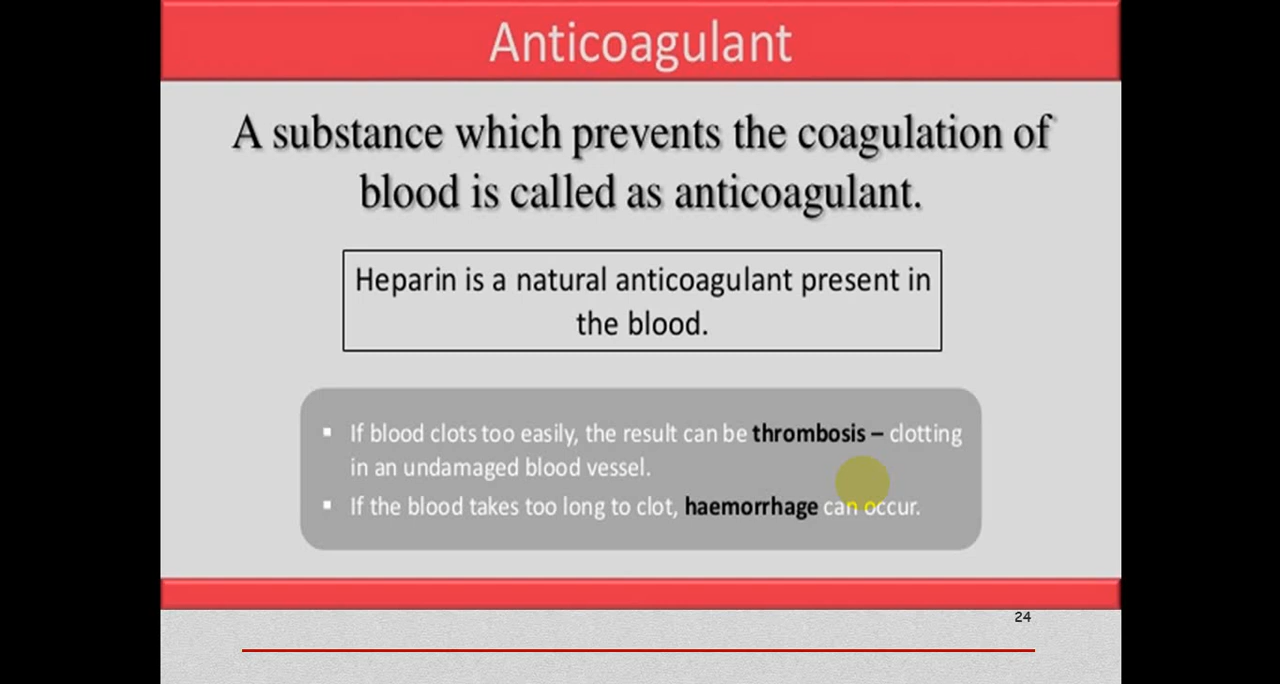 Anticoagulant
A substance which prevents the coagulation of
blood is called as anticoagulant.
Heparin is a natural anticoagulant present in
the blood.
▪ If blood clots too easily, the result can be thrombosis – clotting
in an undamaged blood vessel.
▪ If the blood takes too long to clot, haemorrhage can occur.
24